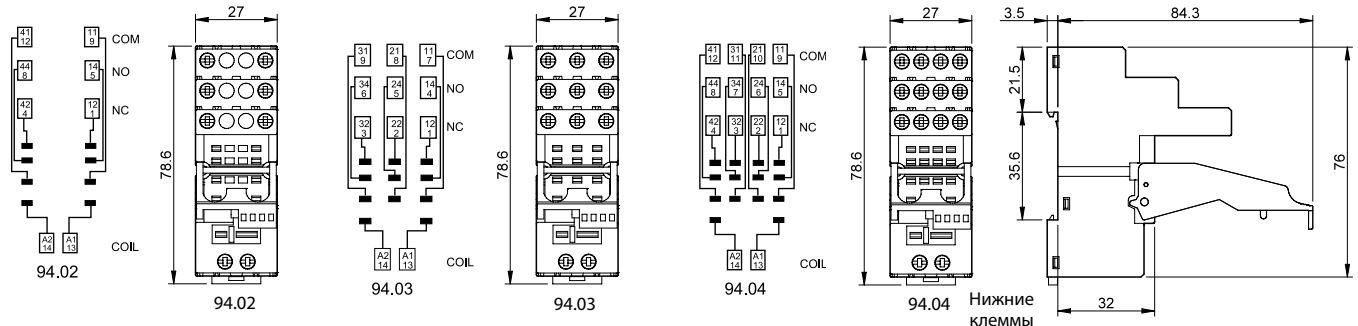 27
27
27
3.5
84.3
41 12
11 9
COM
44 8
14 5
NO
42 4
12 1
NC
A2 14
A1 13
COIL
94.02
78.6
94.02
31 9
21 8
11 7
COM
34 6
24 5
14 4
NO
32 3
22 2
12 1
NC
A2 14
A1 13
COIL
94.03
78.6
94.03
41 12
31 11
21 10
11 9
COM
44 8
34 7
24 6
14 5
NO
42 4
32 3
22 2
12 1
NC
A2 14
A1 13
COIL
94.04
78.6
94.04
21.5
35.6
76
32
Нижние
клеммы